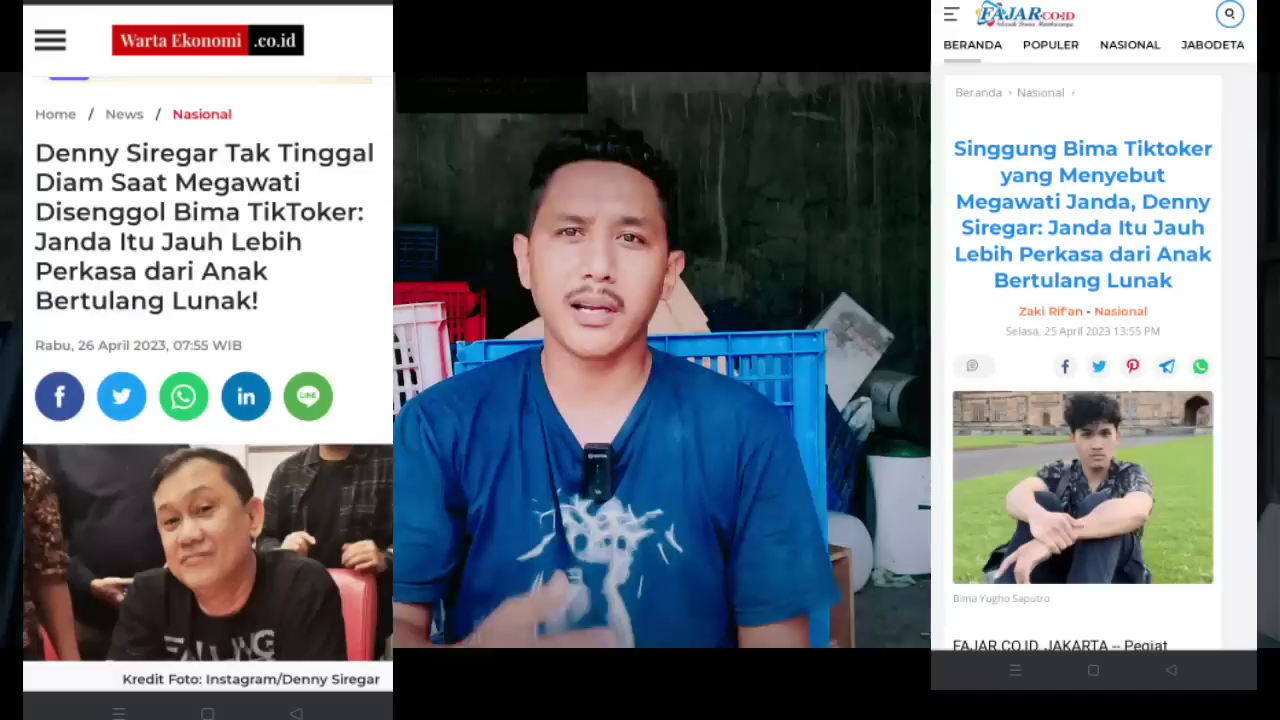 Warta Ekonomi .co.id
Home / News / Nasional
Denny Siregar Tak Tinggal
Diam Saat Megawati
Disenggol Bima TikToker:
Janda Itu Jauh Lebih
Perkasa dari Anak
Bertulang Lunak!
Rabu, 26 April 2023, 07:55 WIB
LINE
FALLING
Kredit Foto: Instagram/Denny Siregar
FAJAR.CO.ID
BERANDA POPULER NASIONAL JABODETA
Beranda › Nasional ›
Singgung Bima Tiktoker
yang Menyebut
Megawati Janda, Denny
Siregar: Janda Itu Jauh
Lebih Perkasa dari Anak
Bertulang Lunak
Zaki Rif'an - Nasional
Selasa, 25 April 2023 13:55 PM
Bima Yugho Saputro
FAJAR.CO.ID, JAKARTA -- Pegiat